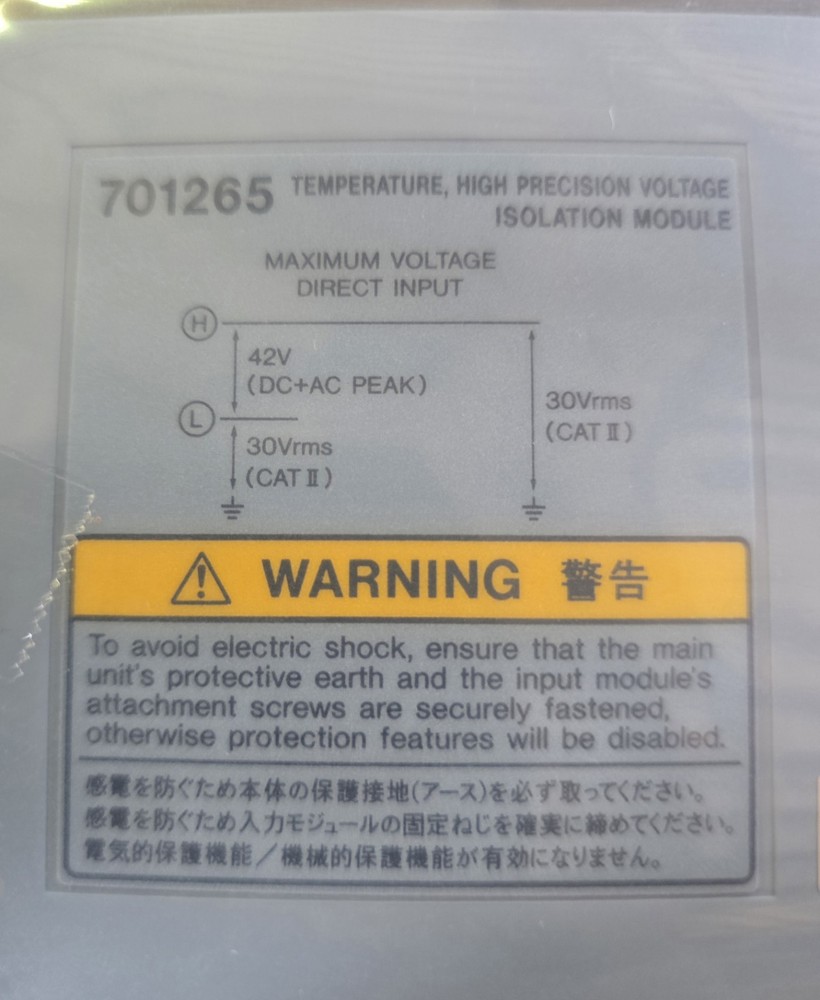 701265 TEMPERATURE, HIGH PRECISION VOLTAGE
ISOLATION MODULE
MAXIMUM VOLTAGE
DIRECT INPUT
H
42V
(DC+AC PEAK)
30Vrms
(CAT Ⅱ)
L
30Vrms
(CAT Ⅱ)
WARNING 警告
To avoid electric shock, ensure that the main
unit's protective earth and the input module's
attachment screws are securely fastened,
otherwise protection features will be disabled.
感電を防ぐため本体の保護接地(アース)を必ず取ってください。
感電を防ぐため入力モジュールの固定ねじを確実に締めてください。
電気的保護機能／機械的保護機能が有効になりません。